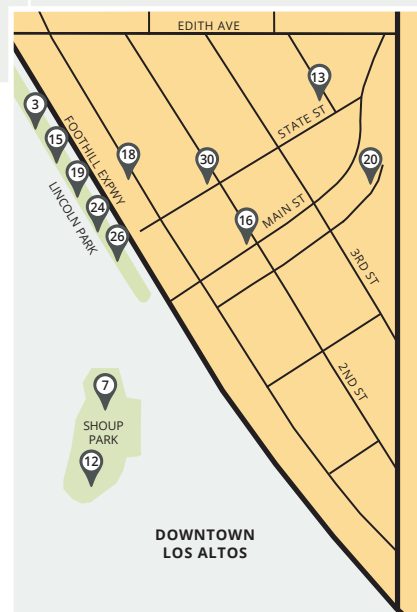 EDITH AVE
13
3
STATE ST
FOOTHILL EXPWY
15
18
30
20
19
LINCOLN PARK
24
MAIN ST
16
26
3RD ST
2ND ST
7
SHOUP
PARK
12
DOWNTOWN
LOS ALTOS